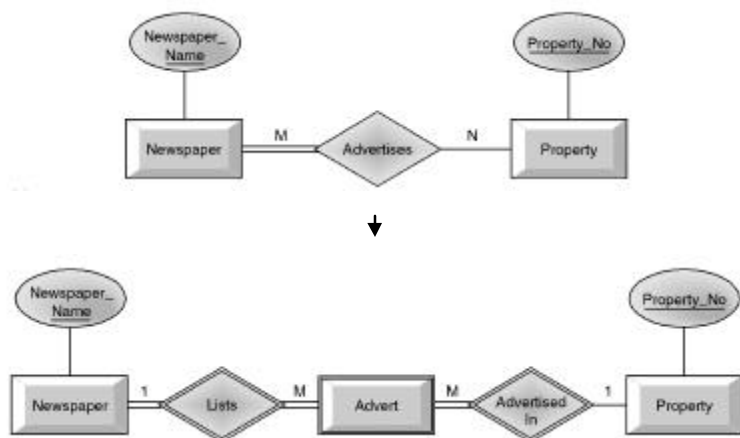 Newspaper_
Name
Property_No
Newspaper
M
Advertises
N
Property
Newspaper_
Name
Property_No
Newspaper
1
Lists
M
Advert
M
Advertised
In
1
Property